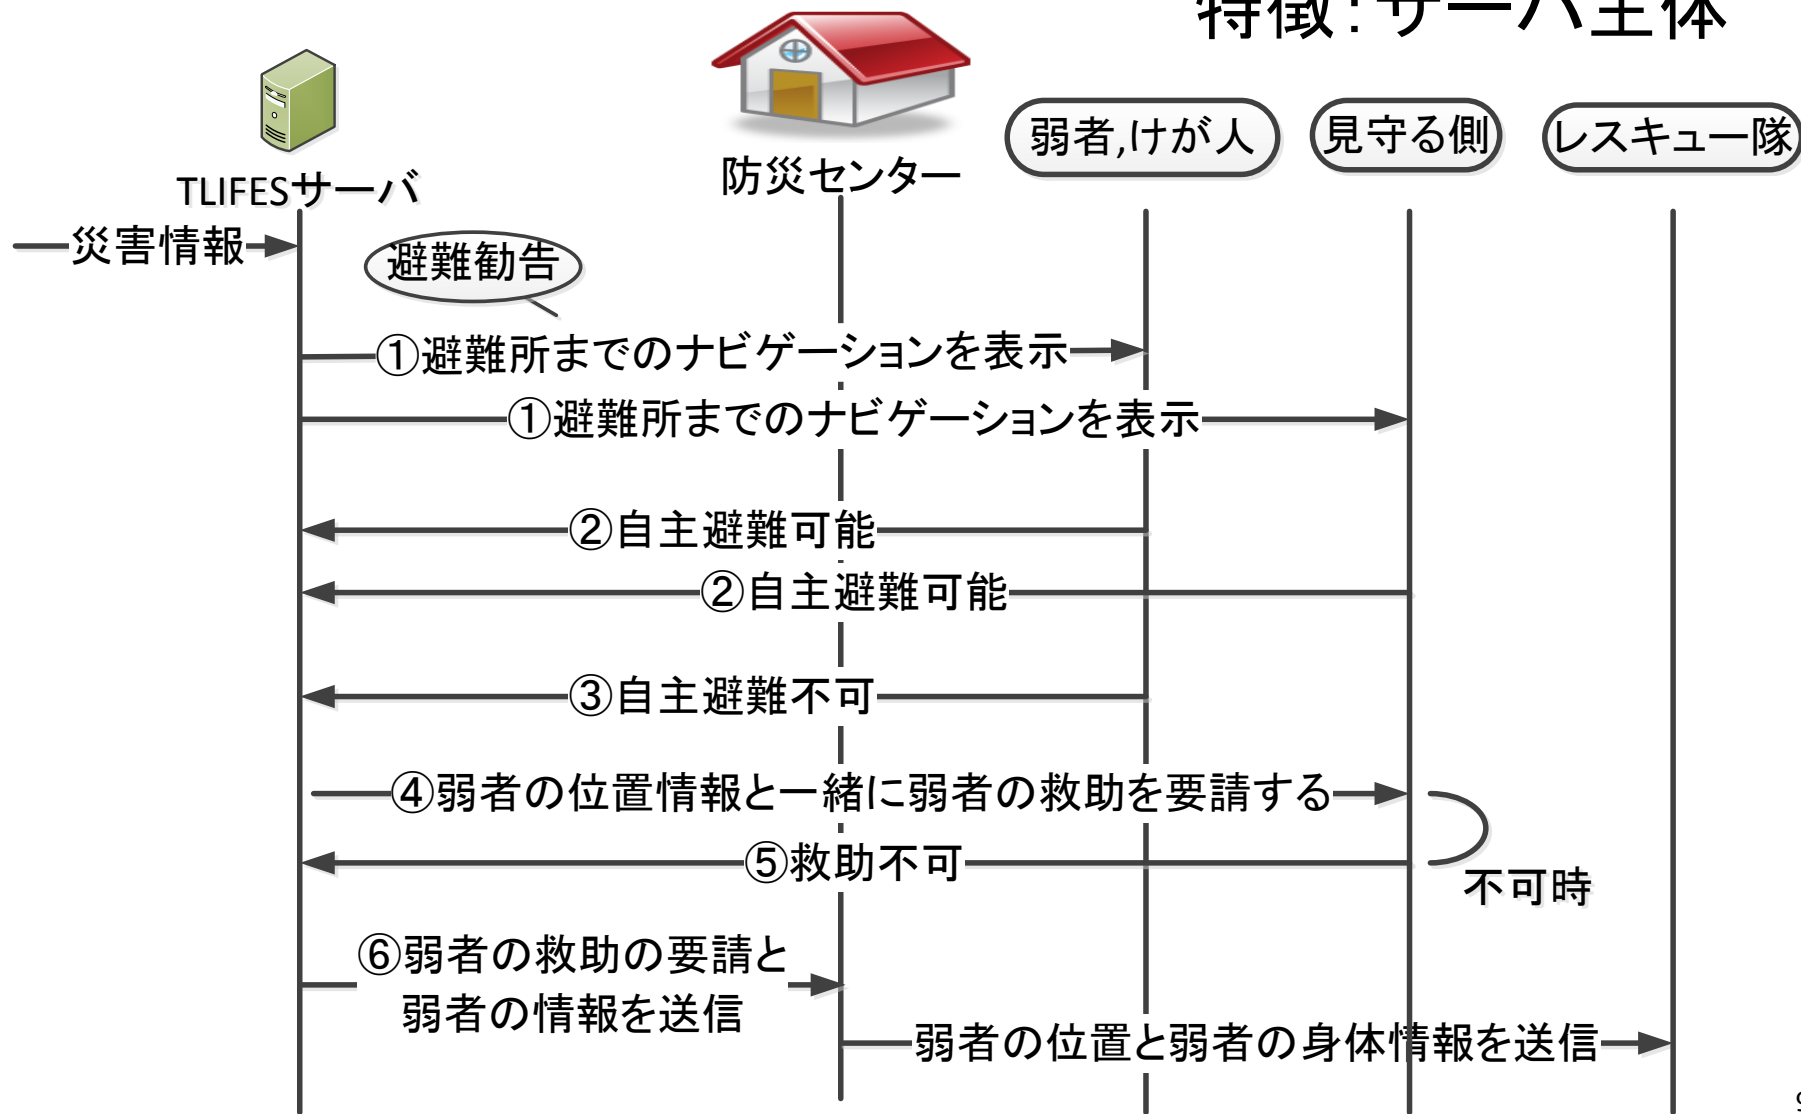 特徴：サーバ主体
TLIFESサーバ
防災センター
弱者,けが人
見守る側
レスキュー隊
災害情報
避難勧告
①避難所までのナビゲーションを表示
①避難所までのナビゲーションを表示
②自主避難可能
②自主避難可能
③自主避難不可
④弱者の位置情報と一緒に弱者の救助を要請する
⑤救助不可
不可時
⑥弱者の救助の要請と
弱者の情報を送信
弱者の位置と弱者の身体情報を送信